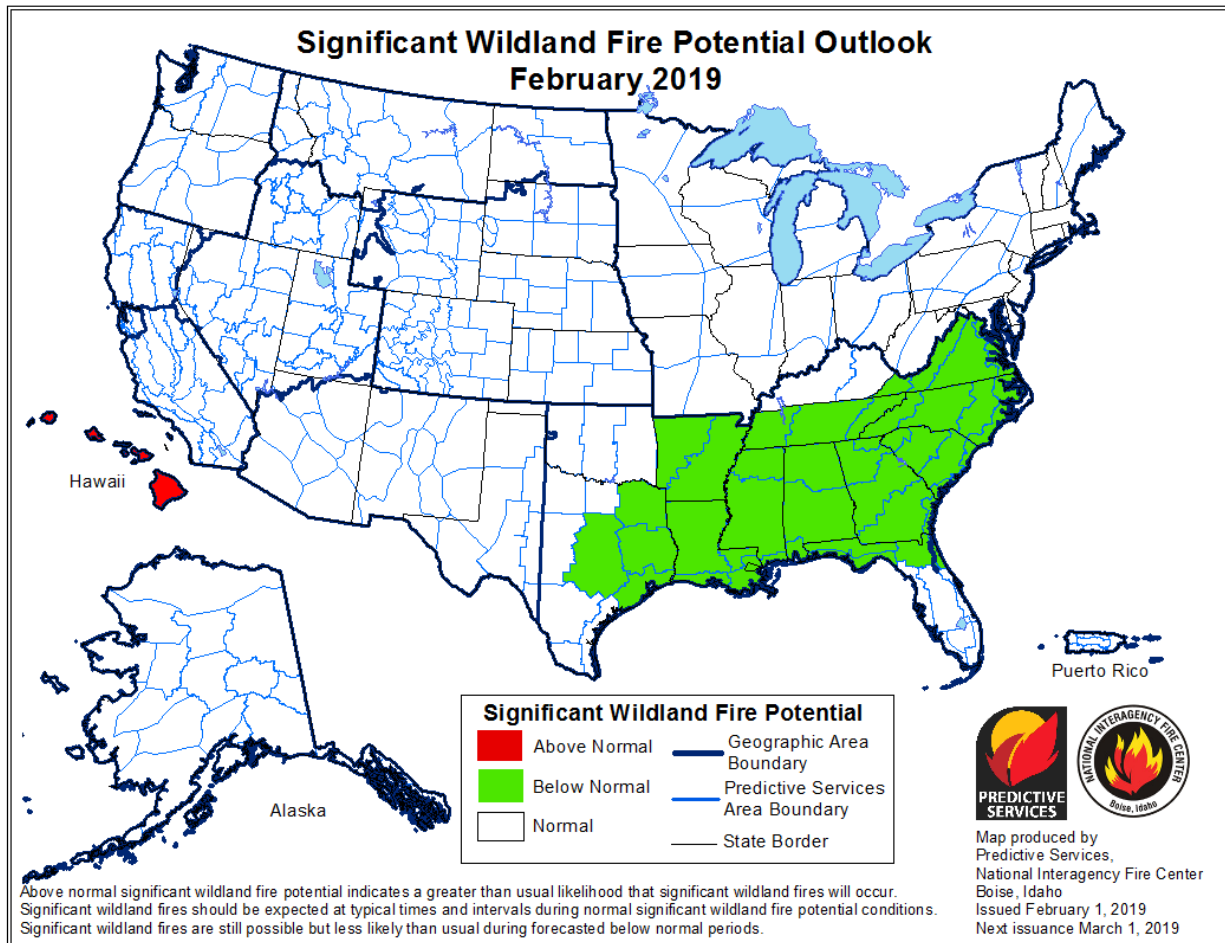 Significant Wildland Fire Potential Outlook
February 2019
Hawaii
Alaska
Puerto Rico
Significant Wildland Fire Potential
Above Normal
Below Normal
Normal
Geographic Area
Boundary
Predictive Services
Area Boundary
State Border
PREDICTIVE
SERVICES
NATIONAL INTERAGENCY FIRE CENTER
Boise, Idaho
Map produced by
Predictive Services,
National Interagency Fire Center
Boise, Idaho
Issued February 1, 2019
Next issuance March 1, 2019
Above normal significant wildland fire potential indicates a greater than usual likelihood that significant wildland fires will occur.
Significant wildland fires should be expected at typical times and intervals during normal significant wildland fire potential conditions.
Significant wildland fires are still possible but less likely than usual during forecasted below normal periods.